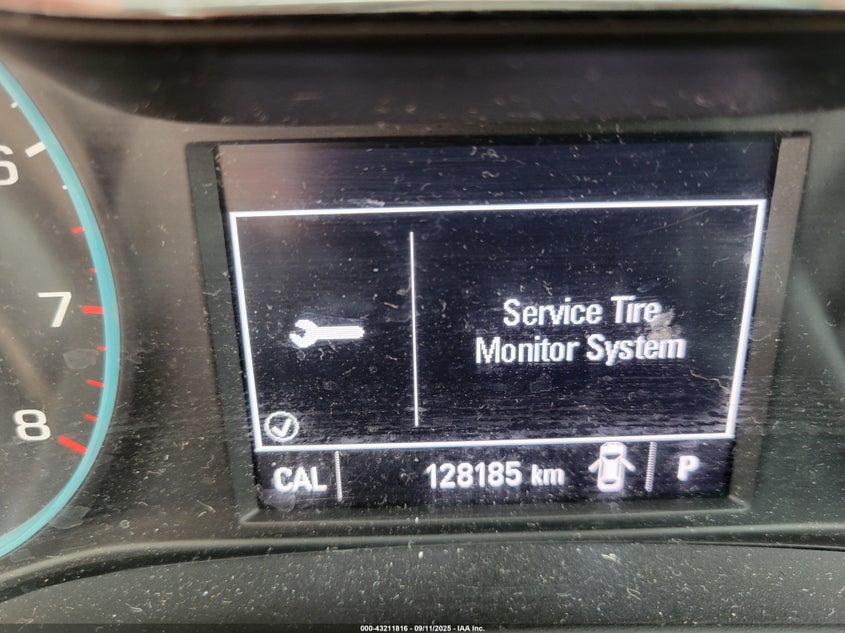 6
7
8
Service Tire
Monitor System
CAL 128185 km P
000-43211816 - 09/11/2025 - IAA Inc.